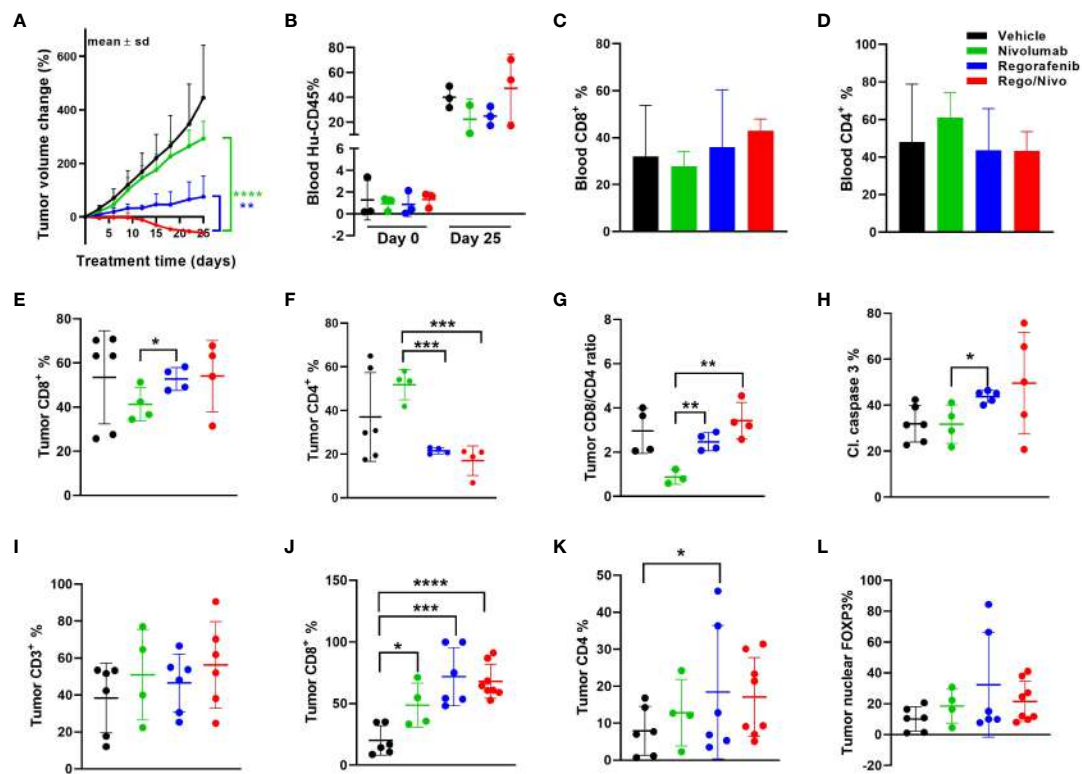 A
mean ± sd
600
400
200
0
5
10
15
20
25
Tumor volume change (%)
Treatment time (days)
****
**
B
80
60
40
20
6
4
2
0
-2
Blood Hu-CD45%
Day 0
Day 25
C
80
60
40
20
0
Blood CD8+ %
D
100
80
60
40
20
0
Blood CD4+ %
Vehicle
Nivolumab
Regorafenib
Rego/Nivo
E
80
60
40
20
0
Tumor CD8+ %
*
F
80
60
40
20
0
Tumor CD4+ %
***
***
G
6
4
2
0
Tumor CD8/CD4 ratio
**
**
H
80
60
40
20
0
Cl. caspase 3 %
*
I
100
80
60
40
20
0
Tumor CD3+ %
J
150
100
50
0
Tumor CD8+ %
****
***
*
K
50
40
30
20
10
0
Tumor CD4 %
*
L
100
80
60
40
20
0
-20
Tumor nuclear FOXP3%